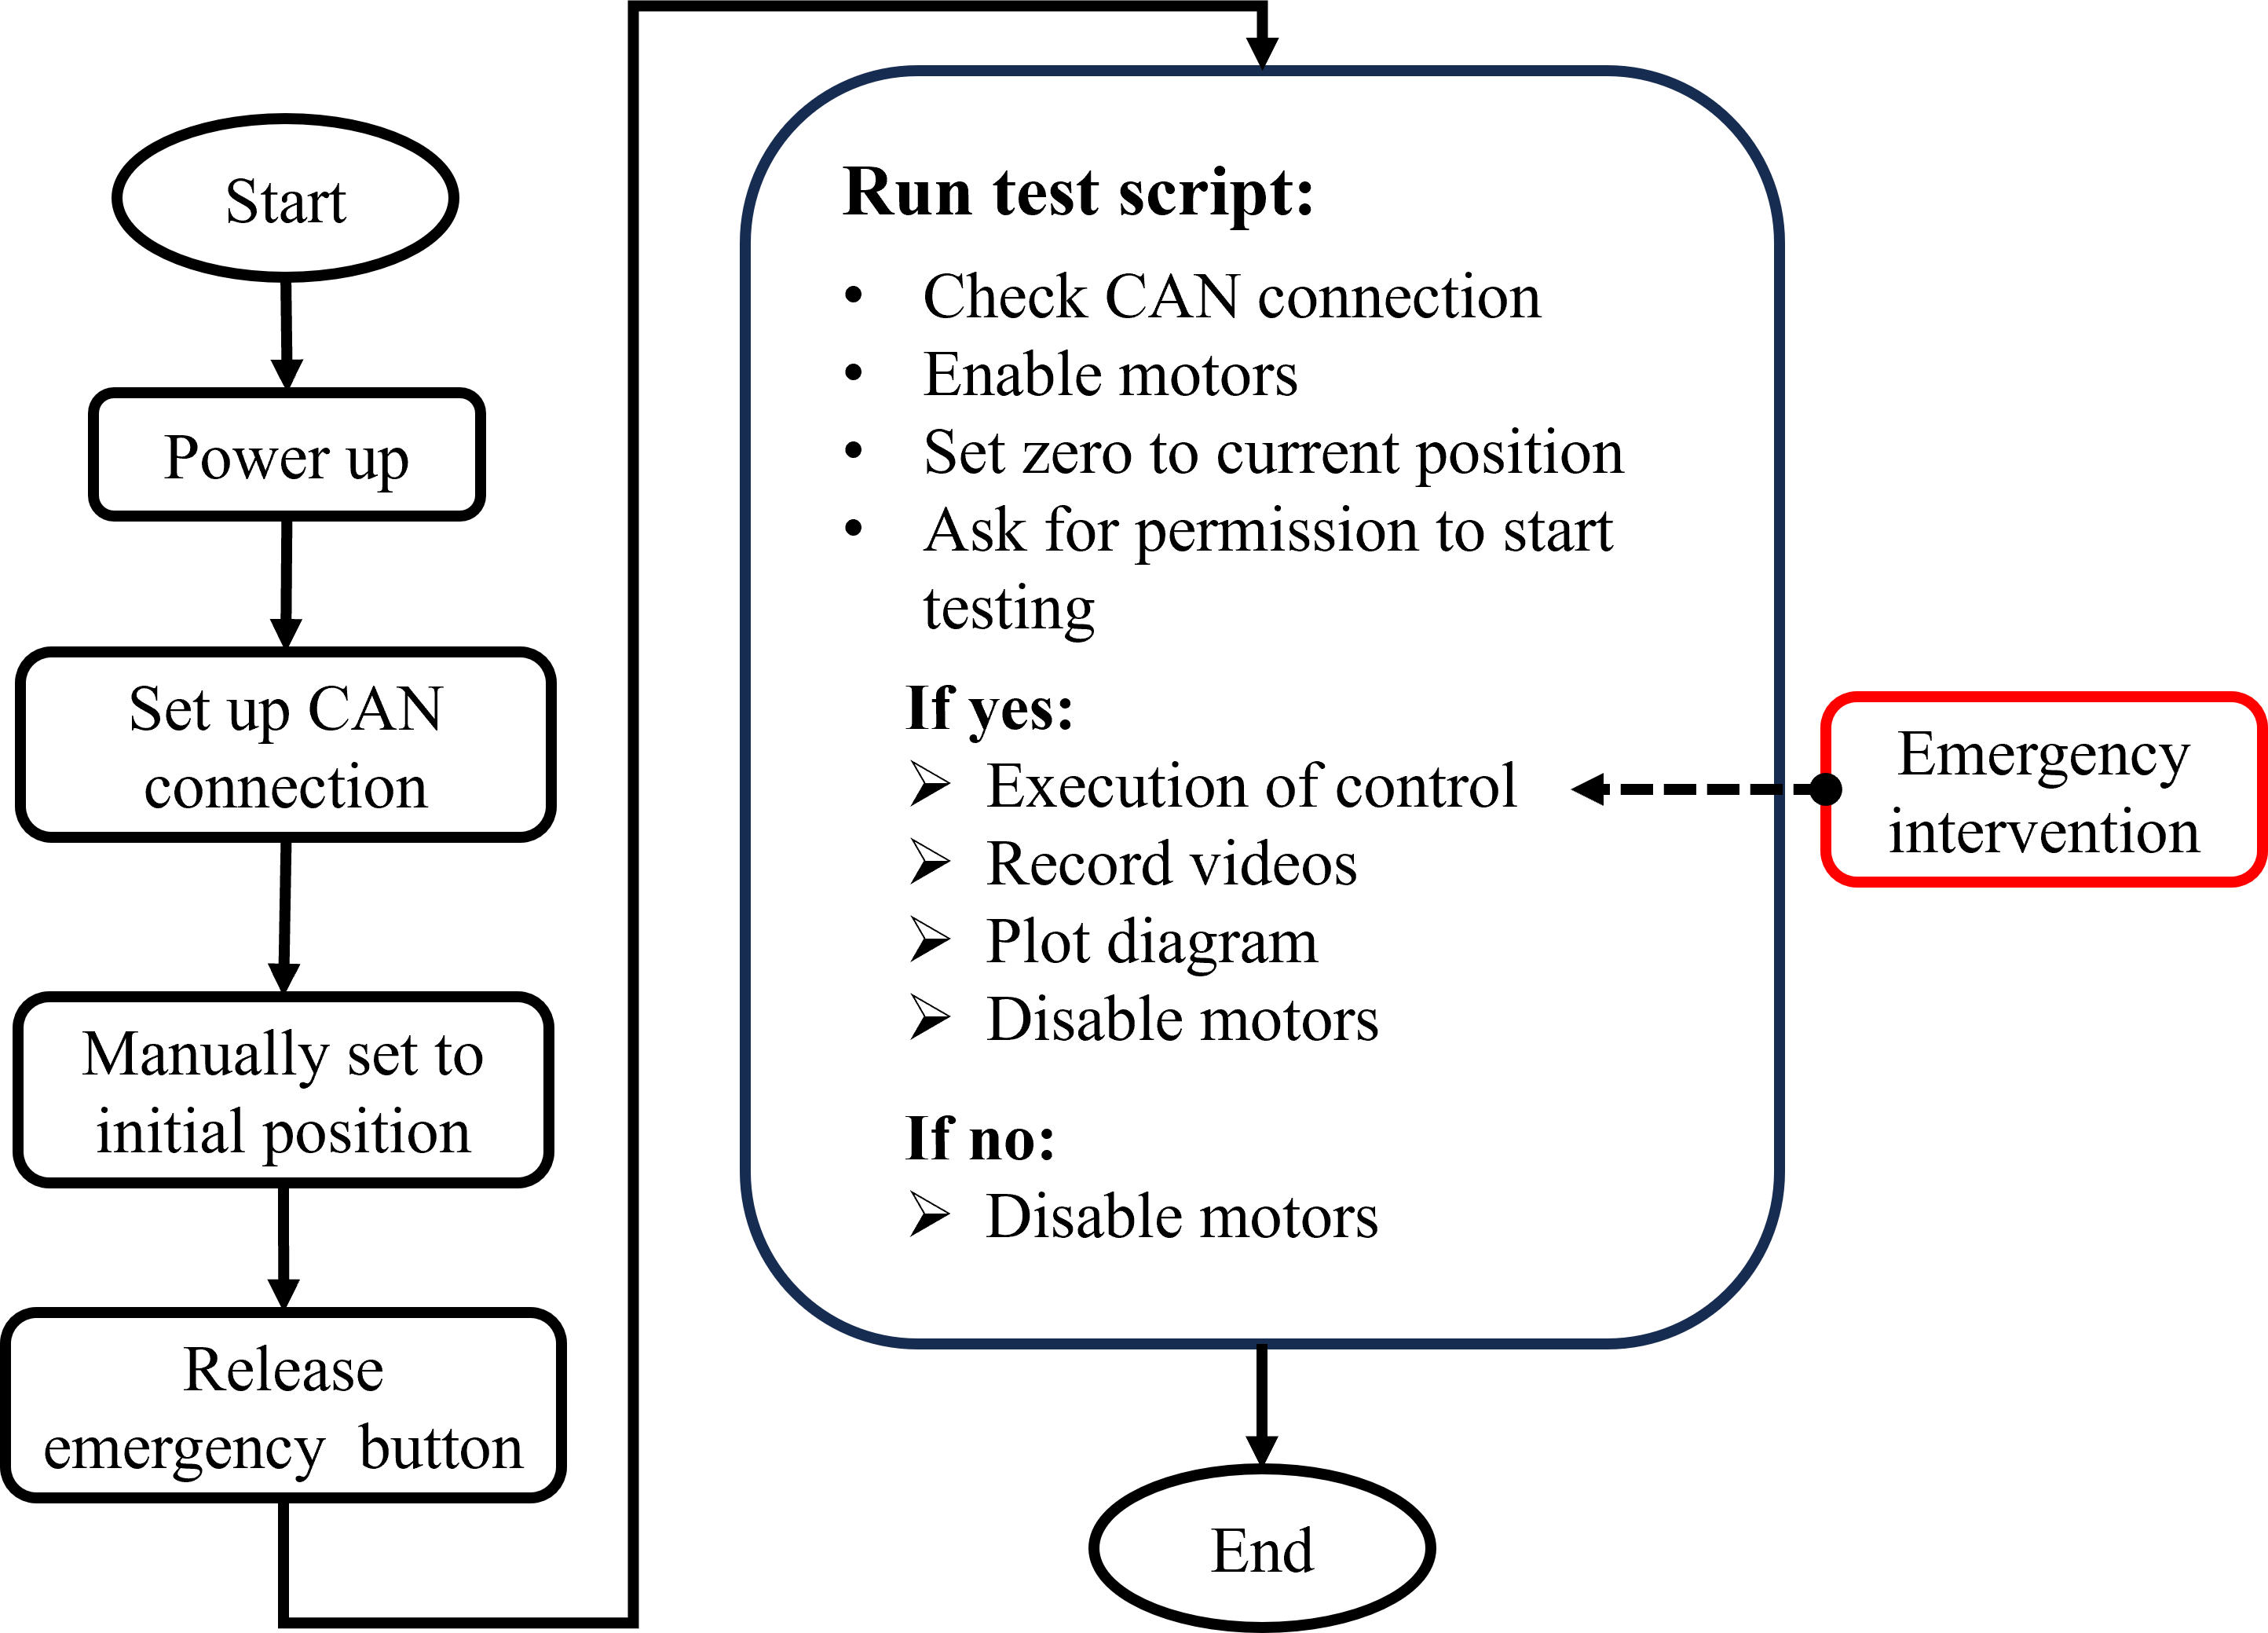 Start
Power up
Set up CAN
connection
Manually set to
initial position
Release
emergency button
Run test script:
• Check CAN connection
• Enable motors
• Set zero to current position
• Ask for permission to start
testing
If yes:
➢ Execution of control
➢ Record videos
➢ Plot diagram
➢ Disable motors
If no:
➢ Disable motors
Emergency
intervention
End